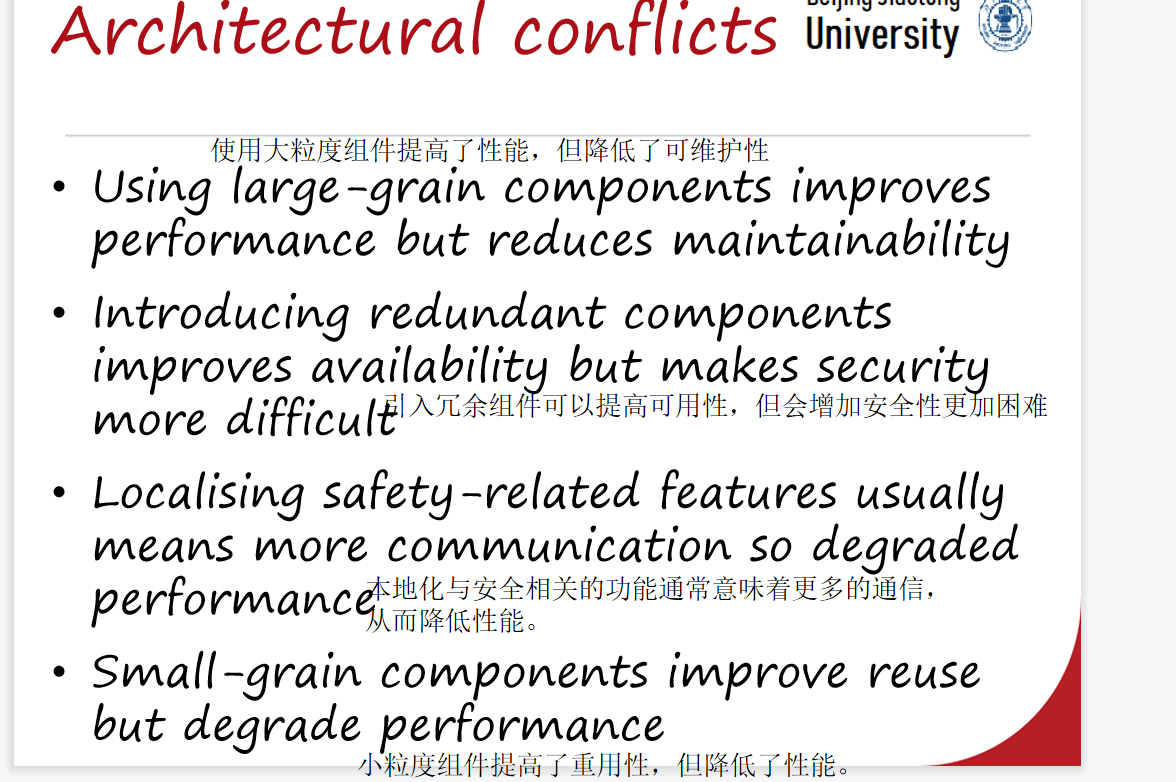 Architectural conflicts
Beijing Jiaotong
University
使用大粒度组件提高了性能，但降低了可维护性
• Using large-grain components improves
performance but reduces maintainability
• Introducing redundant components
improves availability but makes security
more difficult
引入冗余组件可以提高可用性，但会增加安全性更加困难
• Localising safety-related features usually
means more communication so degraded
performance
本地化与安全相关的功能通常意味着更多的通信，
从而降低性能。
• Small-grain components improve reuse
but degrade performance
小粒度组件提高了重用性，但降低了性能。